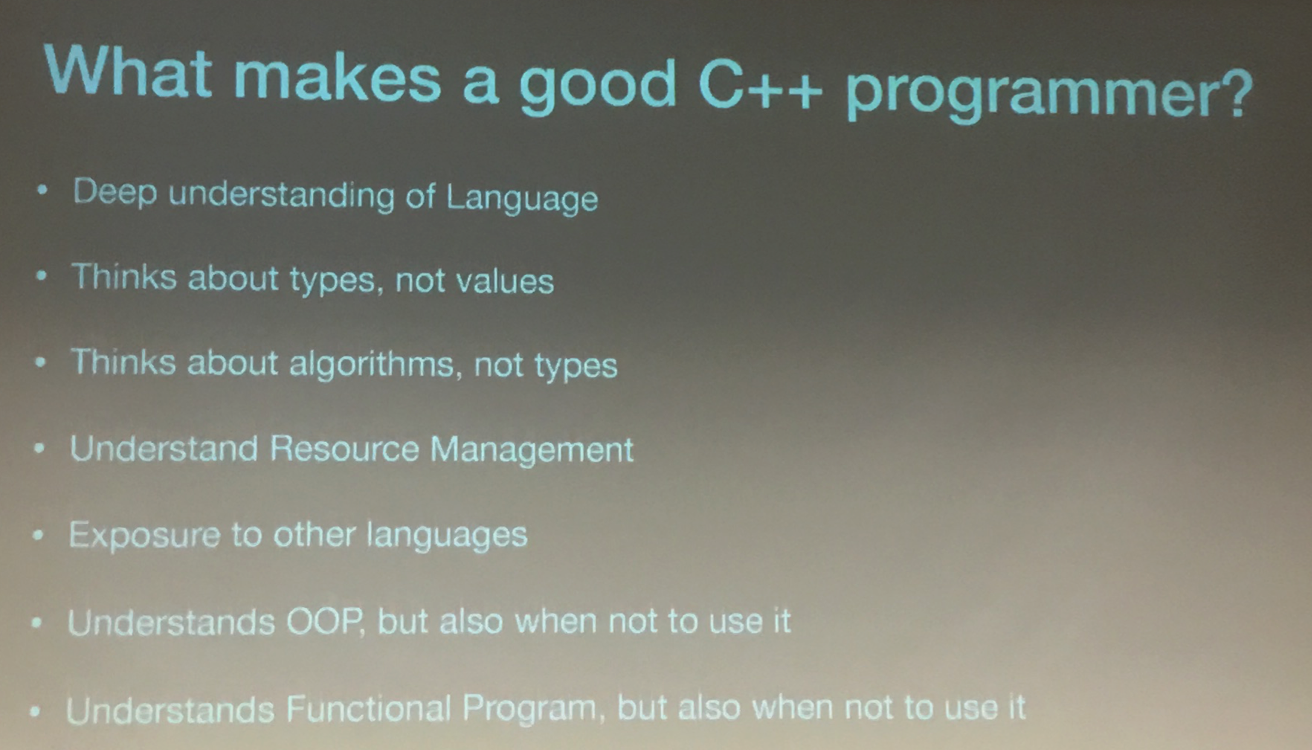 What makes a good C++ programmer?
• Deep understanding of Language
• Thinks about types, not values
• Thinks about algorithms, not types
• Understand Resource Management
• Exposure to other languages
• Understands OOP, but also when not to use it
• Understands Functional Program, but also when not to use it